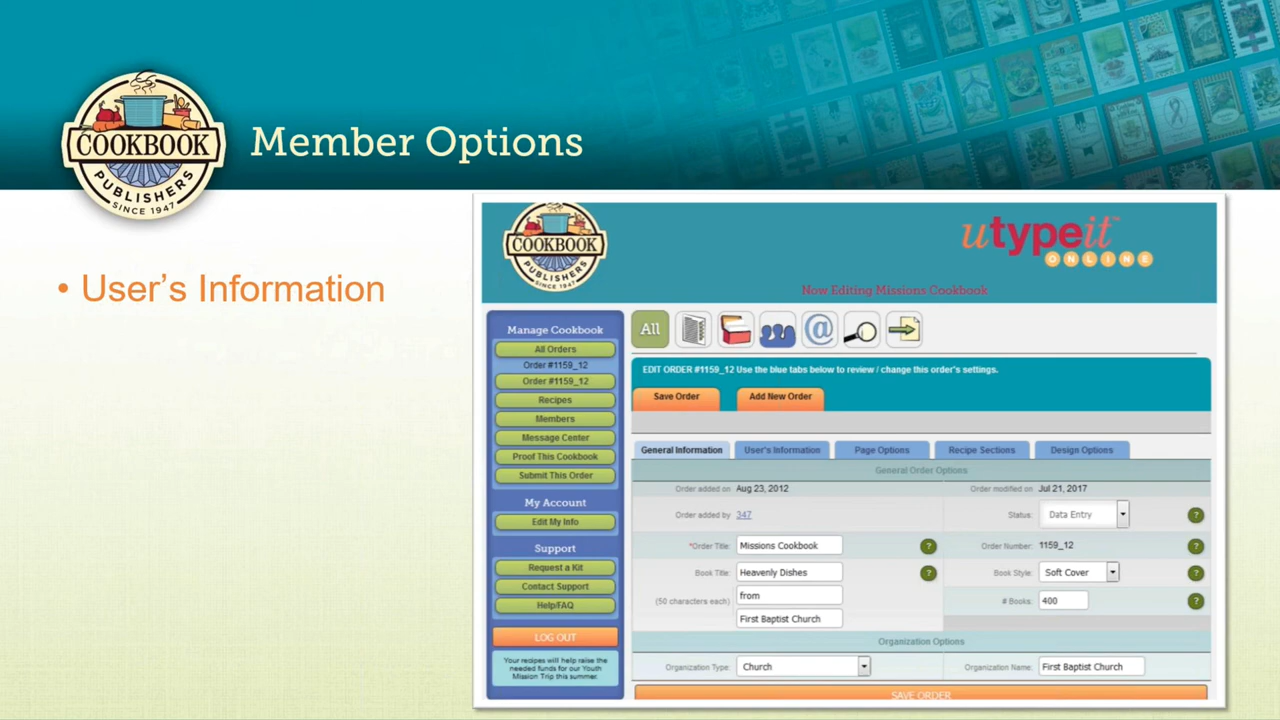 Member Options
COOKBOOK
PUBLISHERS
SINCE 1947
• User's Information
COOKBOOK
PUBLISHERS
utypeit™
ONLINE
Now Editing Missions Cookbook
Manage Cookbook
All Orders
Order #1159_12
Order #1159_12
Recipes
Members
Message Center
Proof This Cookbook
Submit This Order
My Account
Edit My Info
Support
Request a Kit
Contact Support
Help/FAQ
LOG OUT
Your recipes will help raise the
needed funds for our Youth
Mission Trip this summer.
All
@
EDIT ORDER #1159_12 Use the blue tabs below to review / change this order's settings.
Save Order Add New Order
General Information User's Information Page Options Recipe Sections Design Options
General Order Options
Order added on Aug 23, 2012 Order modified on Jul 21, 2017
Order added by 347 Status: Data Entry ?
*Order Title: Missions Cookbook ? Order Number: 1159_12 ?
Book Title: Heavenly Dishes ? Book Style: Soft Cover ?
(50 characters each) from # Books: 400 ?
First Baptist Church
Organization Options
Organization Type: Church Organization Name: First Baptist Church
SAVE ORDER